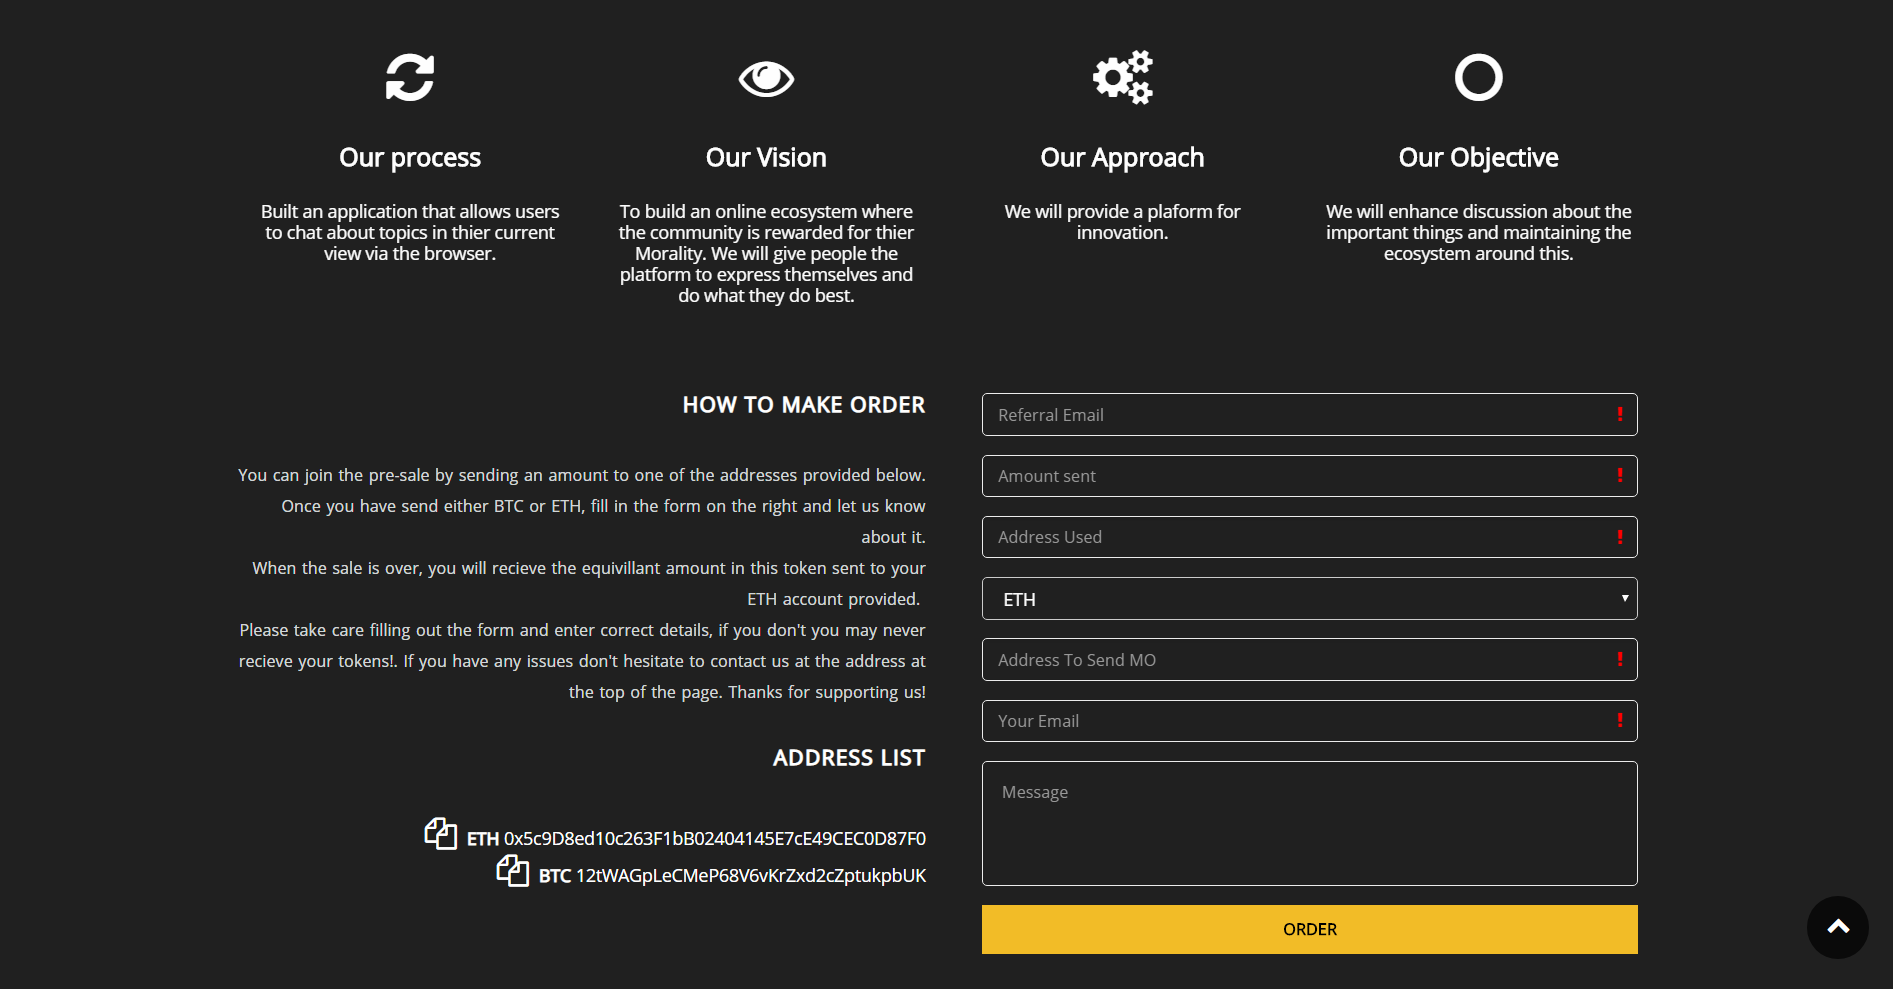 Our process
Built an application that allows users
to chat about topics in thier current
view via the browser.
Our Vision
To build an online ecosystem where
the community is rewarded for thier
Morality. We will give people the
platform to express themselves and
do what they do best.
Our Approach
We will provide a plaform for
innovation.
Our Objective
We will enhance discussion about the
important things and maintaining the
ecosystem around this.
HOW TO MAKE ORDER
You can join the pre-sale by sending an amount to one of the addresses provided below.
Once you have send either BTC or ETH, fill in the form on the right and let us know
about it.
When the sale is over, you will recieve the equivillant amount in this token sent to your
ETH account provided.
Please take care filling out the form and enter correct details, if you don't you may never
recieve your tokens!. If you have any issues don't hesitate to contact us at the address at
the top of the page. Thanks for supporting us!
ADDRESS LIST
ETH 0x5c9D8ed10c263F1bB02404145E7cE49CEC0D87F0
BTC 12tWAGpLeCMeP68V6vKrZxd2cZptukpbUK
Referral Email
Amount sent
Address Used
ETH
Address To Send MO
Your Email
Message
ORDER